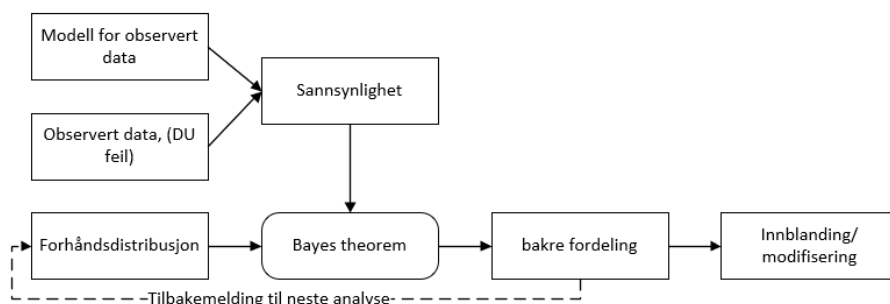 Modell for observert
data
Observert data, (DU
feil)
Sannsynlighet
Forhåndsdistribusjon
Bayes theorem
bakre fordeling
Innblanding/
modifisering
Tilbakemelding til neste analyse